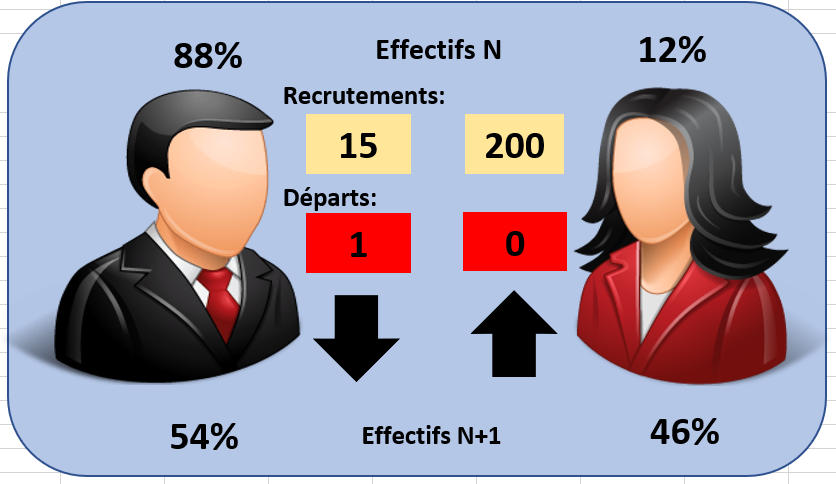 88% Effectifs N 12%
Recrutements:
15 200
Départs:
1 0
54% Effectifs N+1 46%